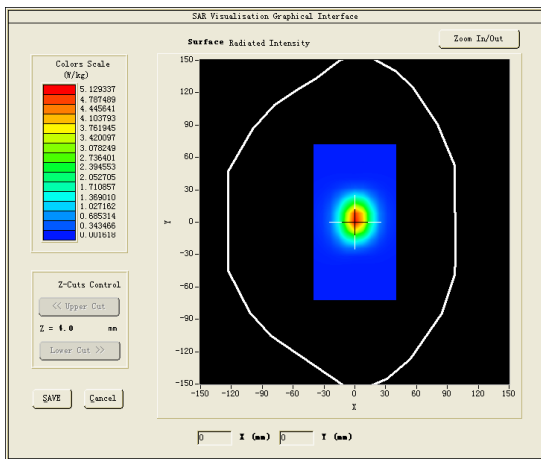 SAR Visualisation Graphical Interface
Surface Radiated Intensity
Zoom In/Out
Colors Scale
(W/kg)
5.129337
4.787489
4.445641
4.103793
3.761945
3.420097
3.078249
2.736401
2.394553
2.052705
1.710857
1.369010
1.027162
0.685314
0.343466
0.001618
150
120
90
60
30
0
-30
-60
-90
-120
-150
Y
-150 -120 -90 -60 -30 0 30 60 90 120 150
X
Z-Cuts Control
<< Upper Cut
Z = 4.0 mm
Lower Cut >>
SAVE Cancel
0 X (mm) 0 Y (mm)